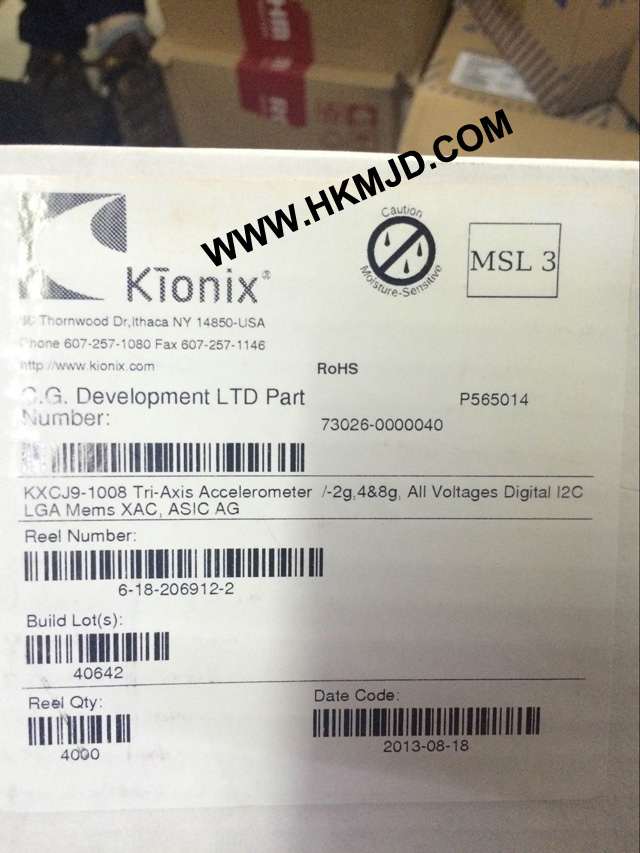 WWW.HKMJD.COM
Caution
Moisture-Sensitive
MSL 3
Kionix®
Thornwood Dr,Ithaca NY 14850-USA
Phone 607-257-1080 Fax 607-257-1146
http://www.kionix.com
RoHS
C.G. Development LTD Part
Number:
P565014
73026-0000040
KXCJ9-1008 Tri-Axis Accelerometer /-2g,4&8g, All Voltages Digital I2C
LGA Mems XAC, ASIC AG
Reel Number:
6-18-206912-2
Build Lot(s):
40642
Reel Qty:
4000
Date Code:
2013-08-18